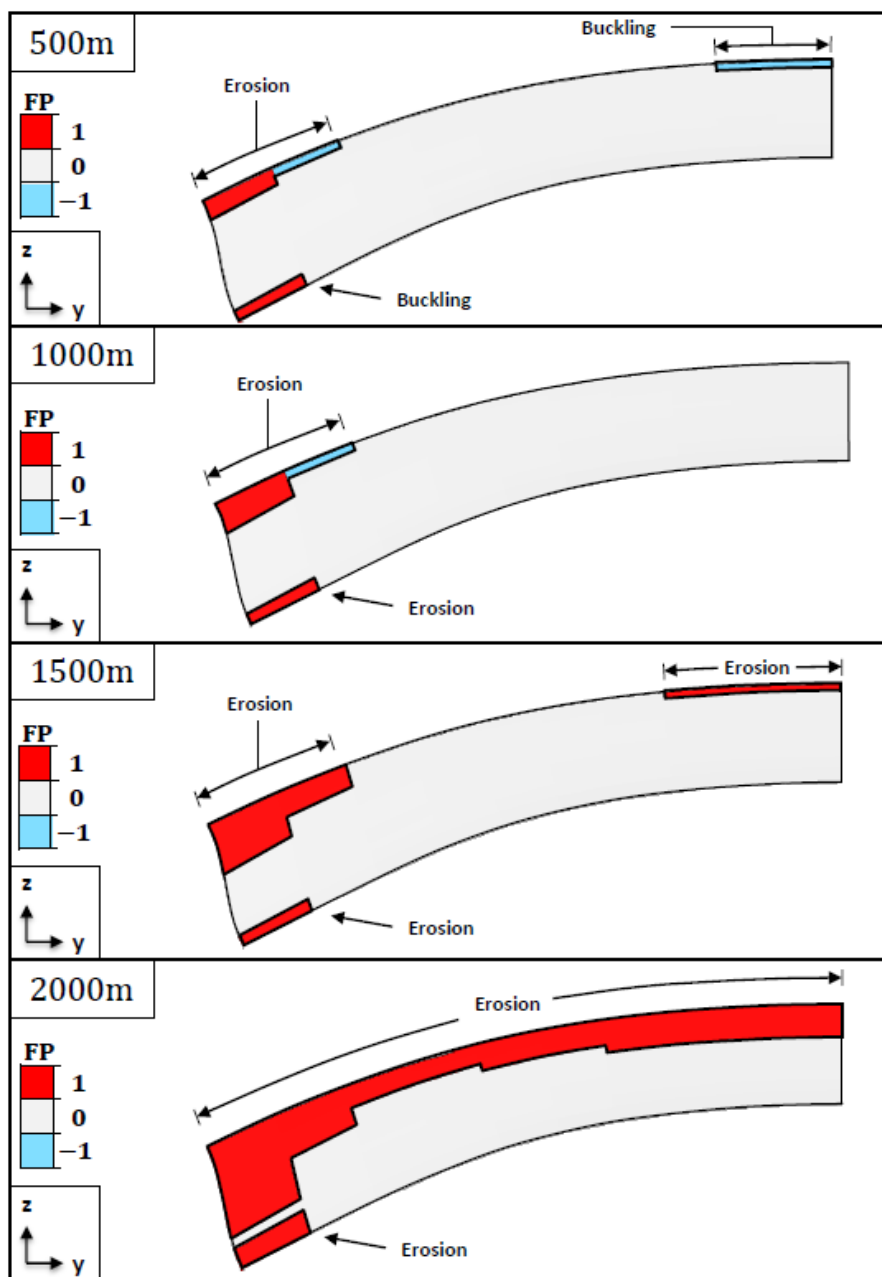 500m
Buckling
Erosion
FP
1
0
−1
z
y
Buckling
1000m
Erosion
FP
1
0
−1
z
y
Erosion
1500m
Erosion
Erosion
FP
1
0
−1
z
y
Erosion
2000m
Erosion
FP
1
0
−1
z
y
Erosion